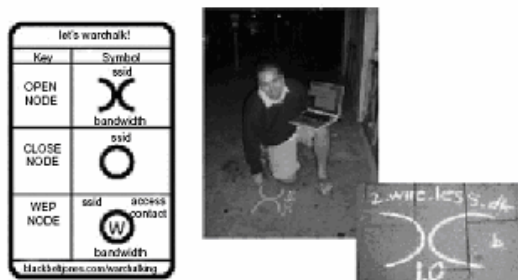 let's warchalk!
Key Symbol
OPEN NODE
ssid
bandwidth
CLOSE NODE
ssid
WEP NODE
ssid access contact
W
bandwidth
blackbeltjones.com/warchalking